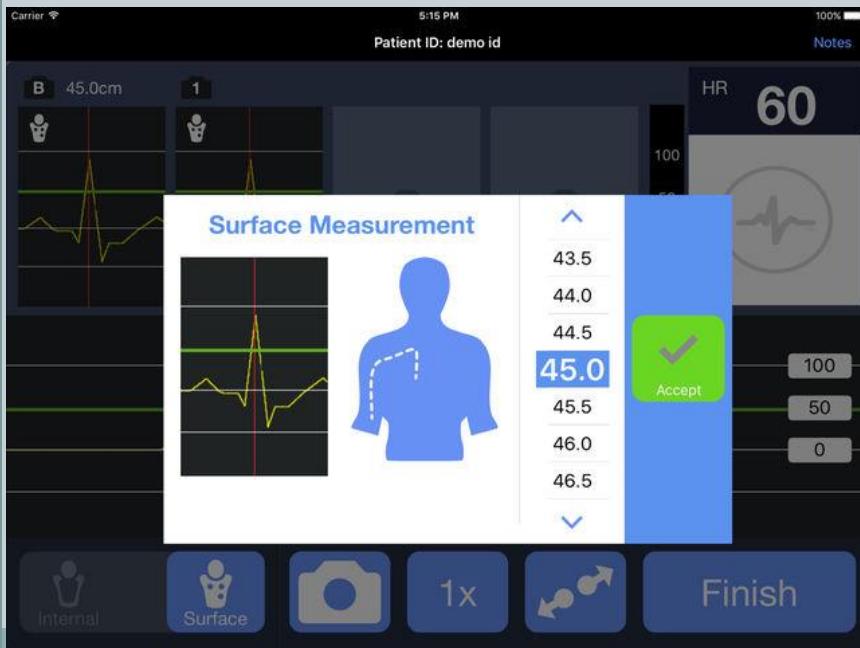 Carrier
5:15 PM
100%
Patient ID: demo id
Notes
B 45.0cm
1
HR
60
100
Surface Measurement
43.5
44.0
44.5
45.0
45.5
46.0
46.5
Accept
100
50
0
Internal
Surface
1x
Finish